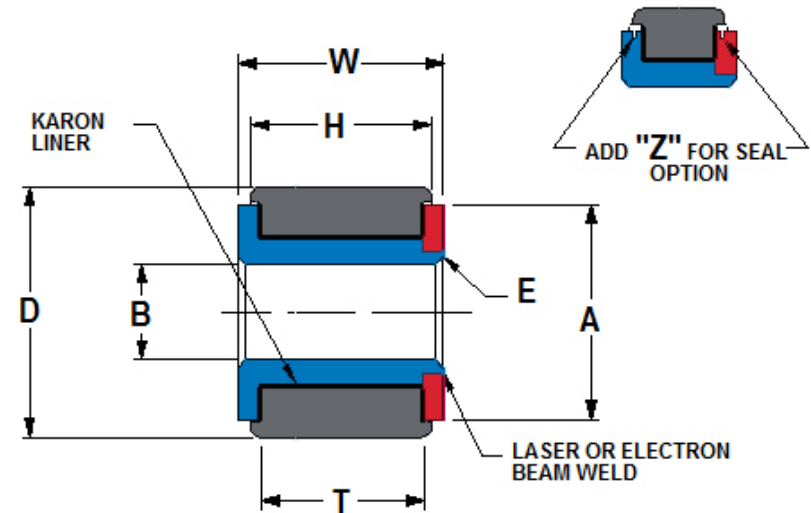 W
KARON
LINER
H
ADD "Z" FOR SEAL
OPTION
D
B
E
A
LASER OR ELECTRON
BEAM WELD
T